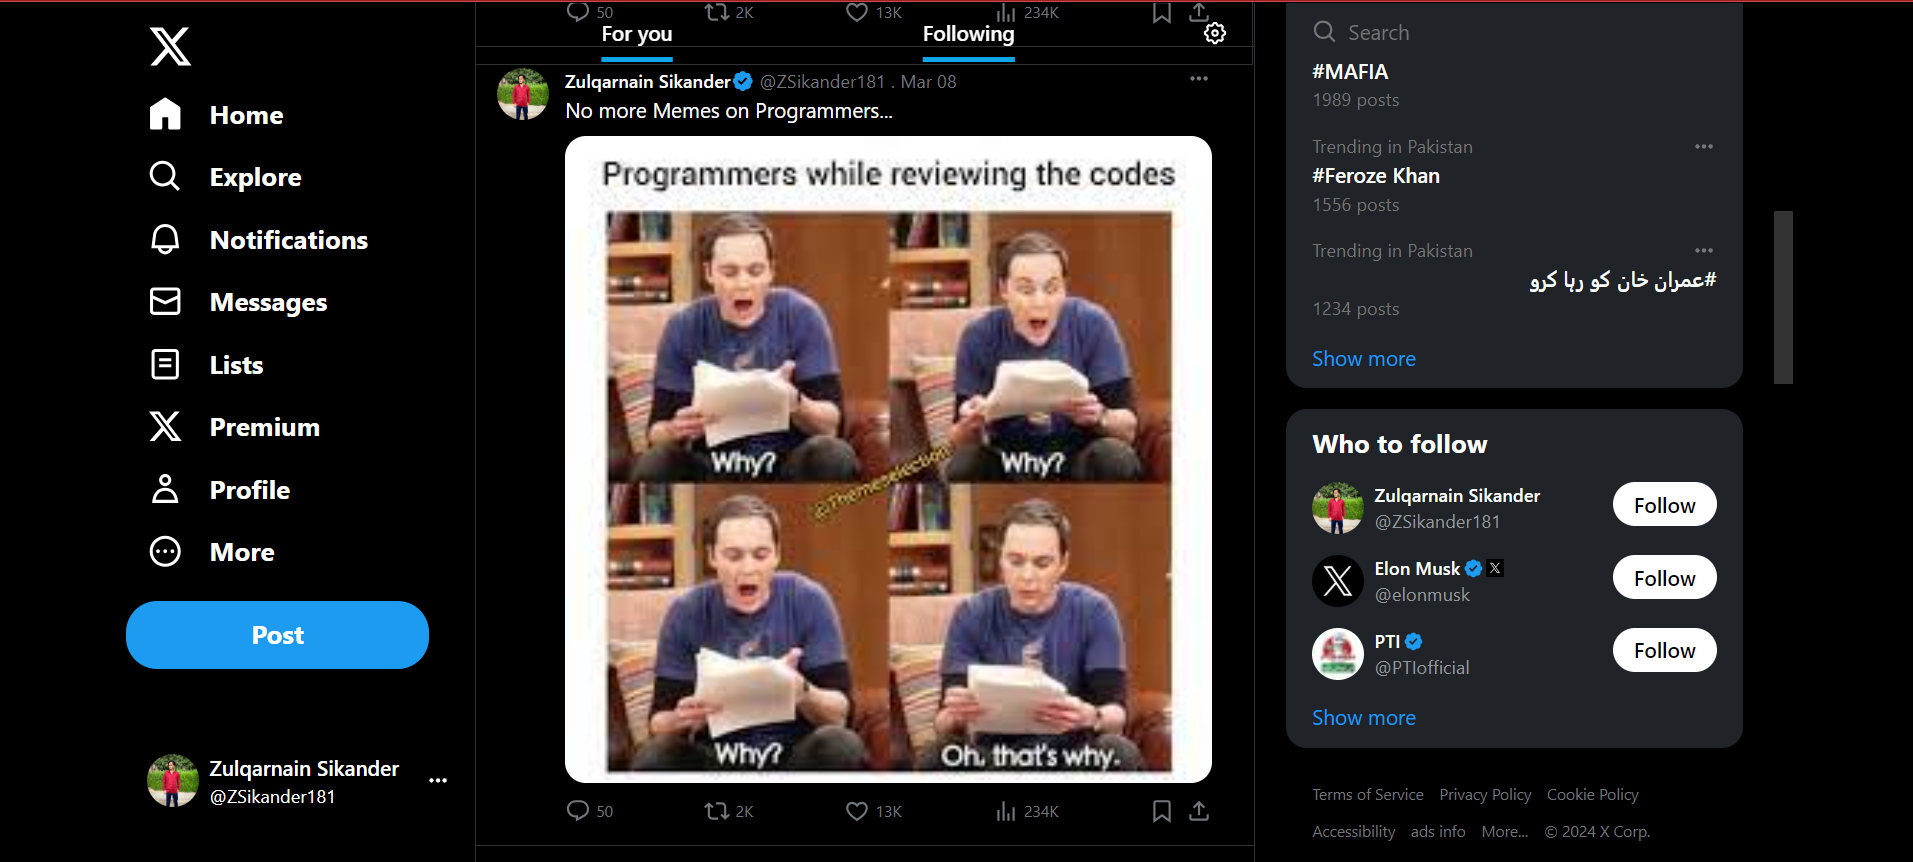 Home
Explore
Notifications
Messages
Lists
Premium
Profile
More
Post
Zulqarnain Sikander
@ZSikander181
50 2K 13K 234K
For you Following
Zulqarnain Sikander @ZSikander181 . Mar 08
No more Memes on Programmers...
Programmers while reviewing the codes
Why?
Why?
@Themeselection
Why?
Oh, that's why.
50 2K 13K 234K
Search
#MAFIA
1989 posts
Trending in Pakistan
#Feroze Khan
1556 posts
Trending in Pakistan
#عمران خان کو رہا کرو
1234 posts
Show more
Who to follow
Zulqarnain Sikander
@ZSikander181
Follow
Elon Musk
@elonmusk
Follow
PTI
@PTIofficial
Follow
Show more
Terms of Service Privacy Policy Cookie Policy
Accessibility ads info More... © 2024 X Corp.